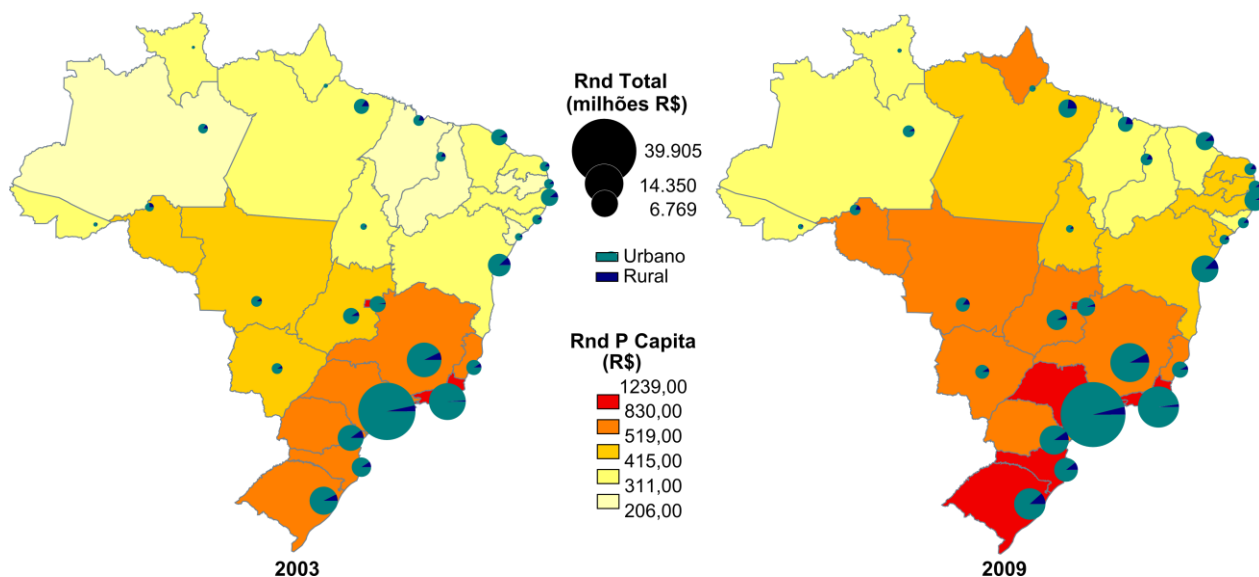 Rnd Total
(milhões R$)
39.905
14.350
6.769
Urbano
Rural
Rnd P Capita
(R$)
1239,00
830,00
519,00
415,00
311,00
206,00
2003
2009